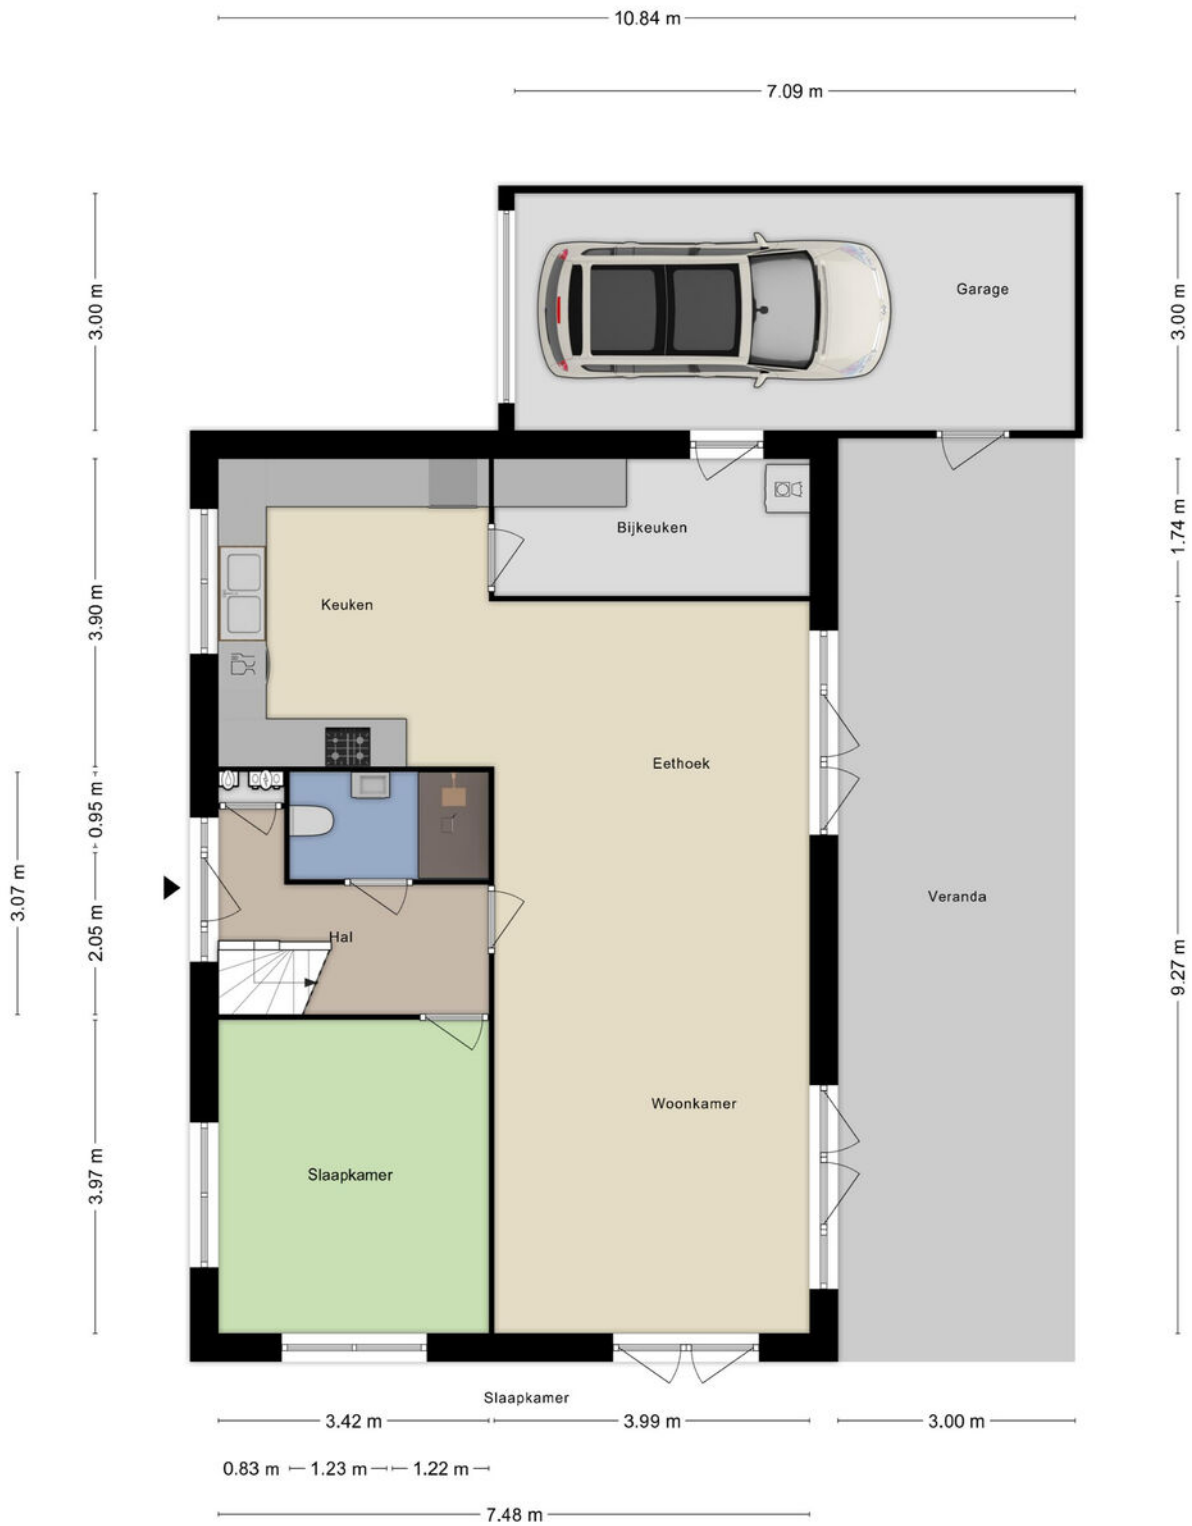 10.84 m
7.09 m
3.00 m
3.00 m
Garage
1.74 m
Bijkeuken
3.90 m
Keuken
Eethoek
0.95 m
3.07 m
Veranda
2.05 m
Hal
9.27 m
Woonkamer
3.97 m
Slaapkamer
Slaapkamer
3.42 m
3.99 m
3.00 m
0.83 m
1.23 m
1.22 m
7.48 m